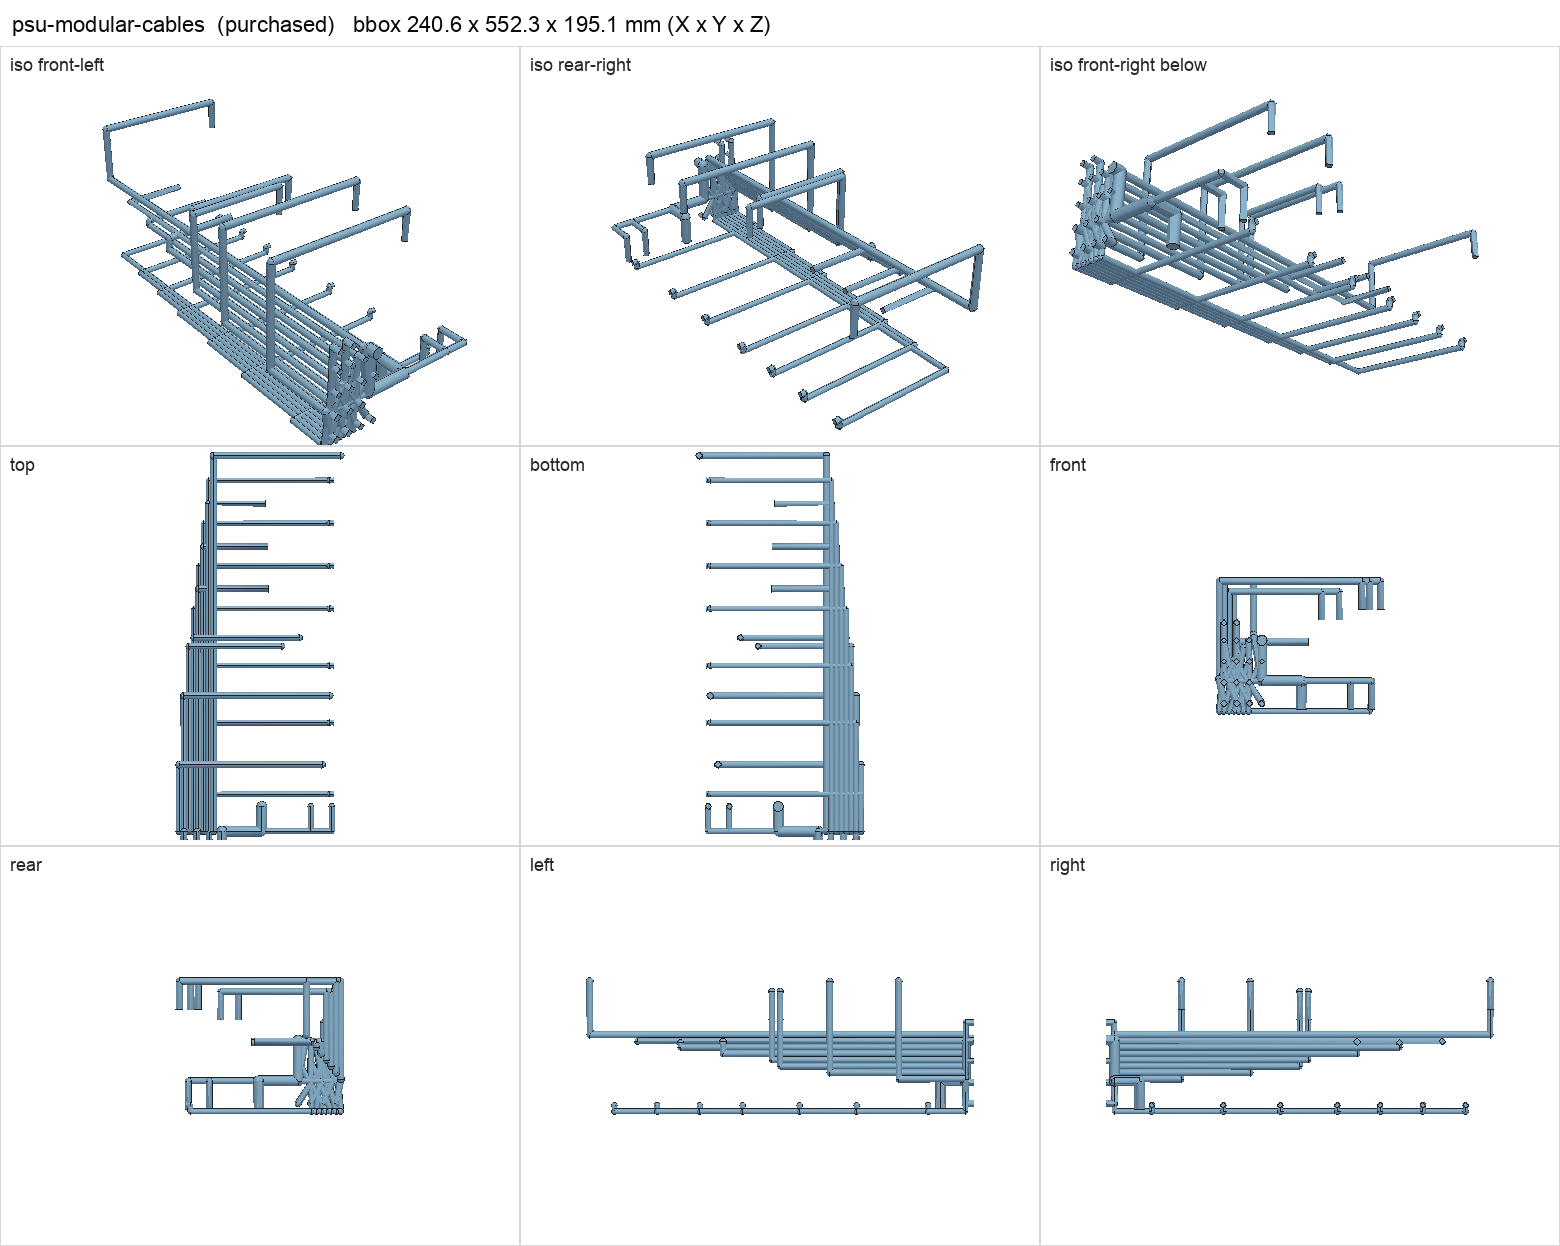 psu-modular-cables (purchased) bbox 240.6 x 552.3 x 195.1 mm (X x Y x Z)
iso front-left
iso rear-right
iso front-right below
top
bottom
front
rear
left
right